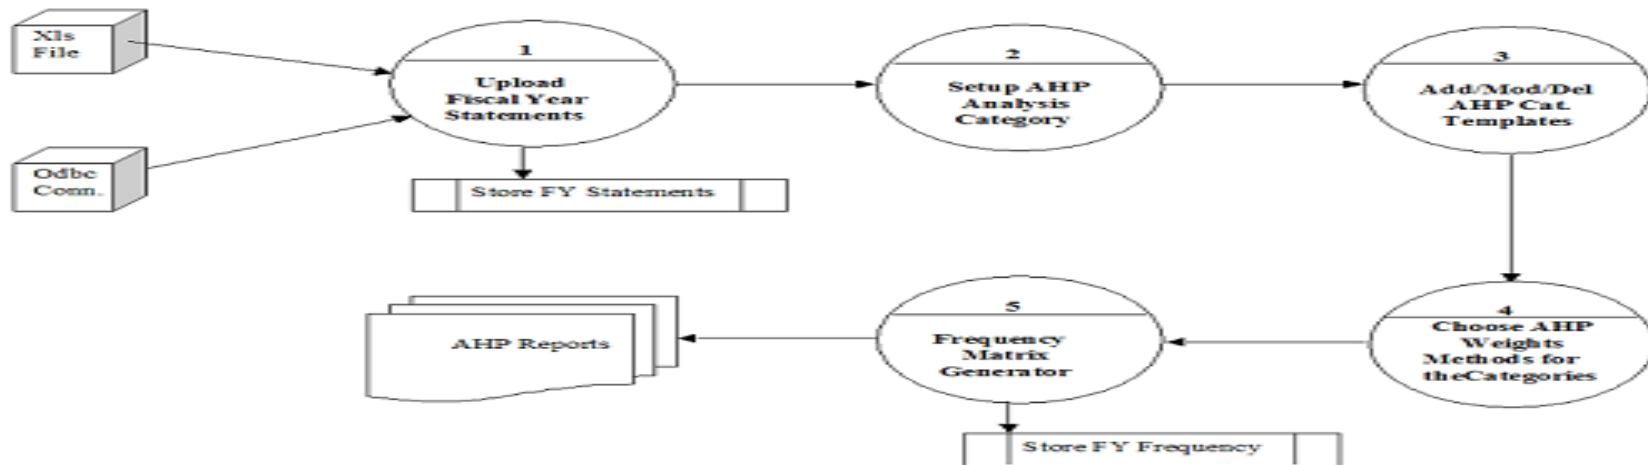 Xls
File
1
Upload
Fiscal Year
Statements
2
Setup AHP
Analysis
Category
3
Add/Mod/Del
AHP Cat.
Templates
Odbc
Conn.
Store FY Statements
AHP Reports
5
Frequency
Matrix
Generator
4
Choose AHP
Weights
Methods for
theCategories
Store FY Frequency